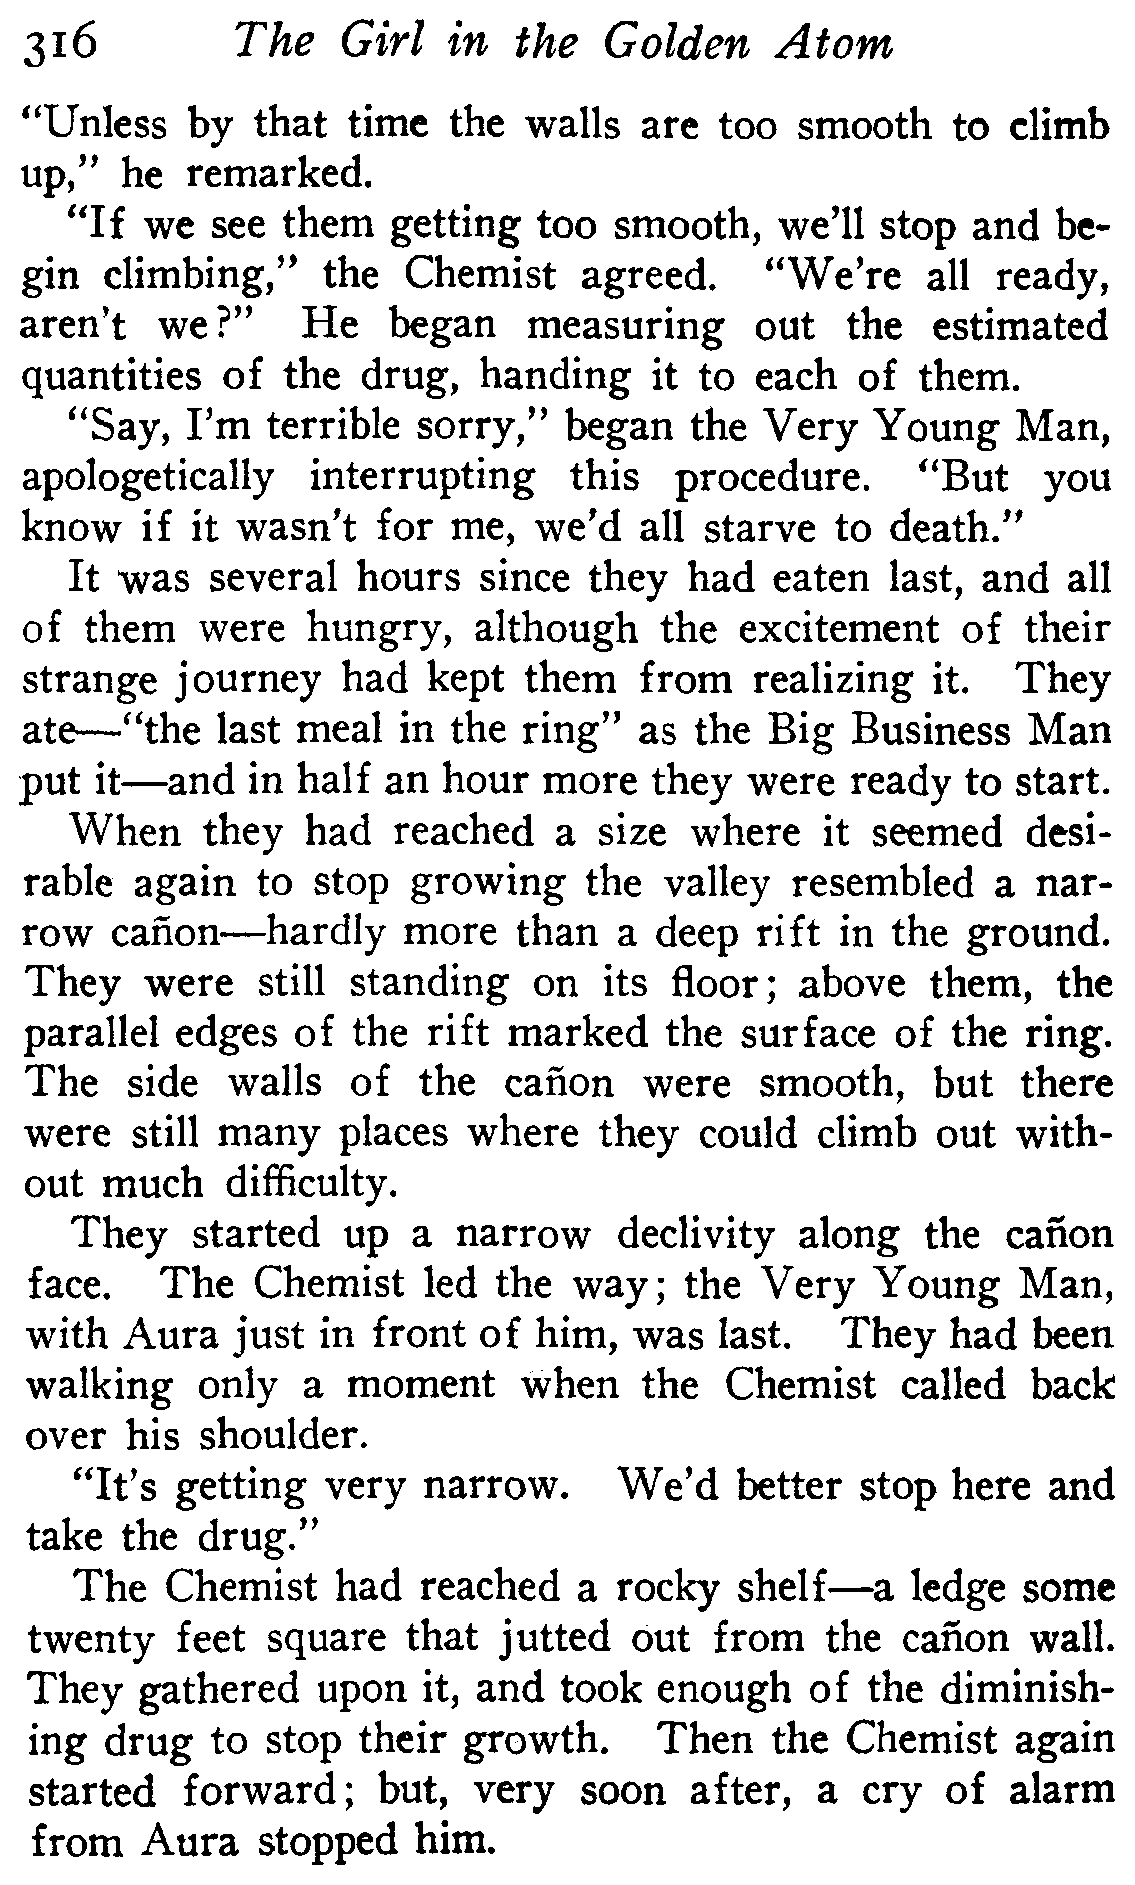 316 The Girl in the Golden Atom
"Unless by that time the walls are too smooth to climb
up," he remarked.
"If we see them getting too smooth, we'll stop and be-
gin climbing," the Chemist agreed. "We're all ready,
aren't we?" He began measuring out the estimated
quantities of the drug, handing it to each of them.
"Say, I'm terrible sorry," began the Very Young Man,
apologetically interrupting this procedure. "But you
know if it wasn't for me, we'd all starve to death."
It was several hours since they had eaten last, and all
of them were hungry, although the excitement of their
strange journey had kept them from realizing it. They
ate—"the last meal in the ring" as the Big Business Man
put it—and in half an hour more they were ready to start.
When they had reached a size where it seemed desi-
rable again to stop growing the valley resembled a nar-
row cañon—hardly more than a deep rift in the ground.
They were still standing on its floor; above them, the
parallel edges of the rift marked the surface of the ring.
The side walls of the cañon were smooth, but there
were still many places where they could climb out with-
out much difficulty.
They started up a narrow declivity along the cañon
face. The Chemist led the way; the Very Young Man,
with Aura just in front of him, was last. They had been
walking only a moment when the Chemist called back
over his shoulder.
"It's getting very narrow. We'd better stop here and
take the drug."
The Chemist had reached a rocky shelf—a ledge some
twenty feet square that jutted out from the cañon wall.
They gathered upon it, and took enough of the diminish-
ing drug to stop their growth. Then the Chemist again
started forward; but, very soon after, a cry of alarm
from Aura stopped him.